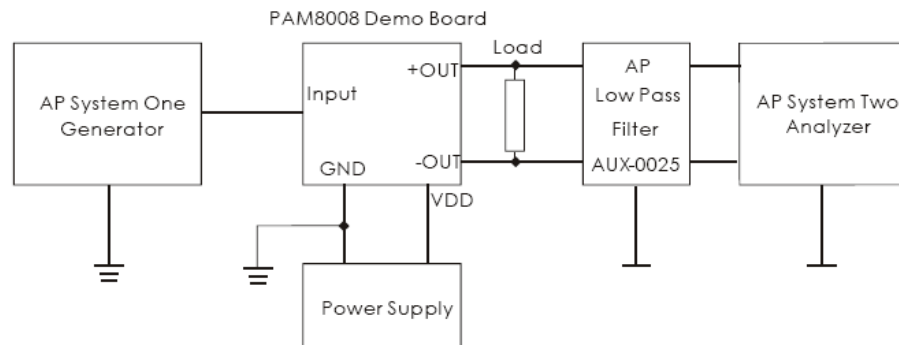 PAM8008 Demo Board
AP System One
Generator
Input
+OUT
-OUT
GND
VDD
Load
AP
Low Pass
Filter
AUX-0025
AP System Two
Analyzer
Power Supply